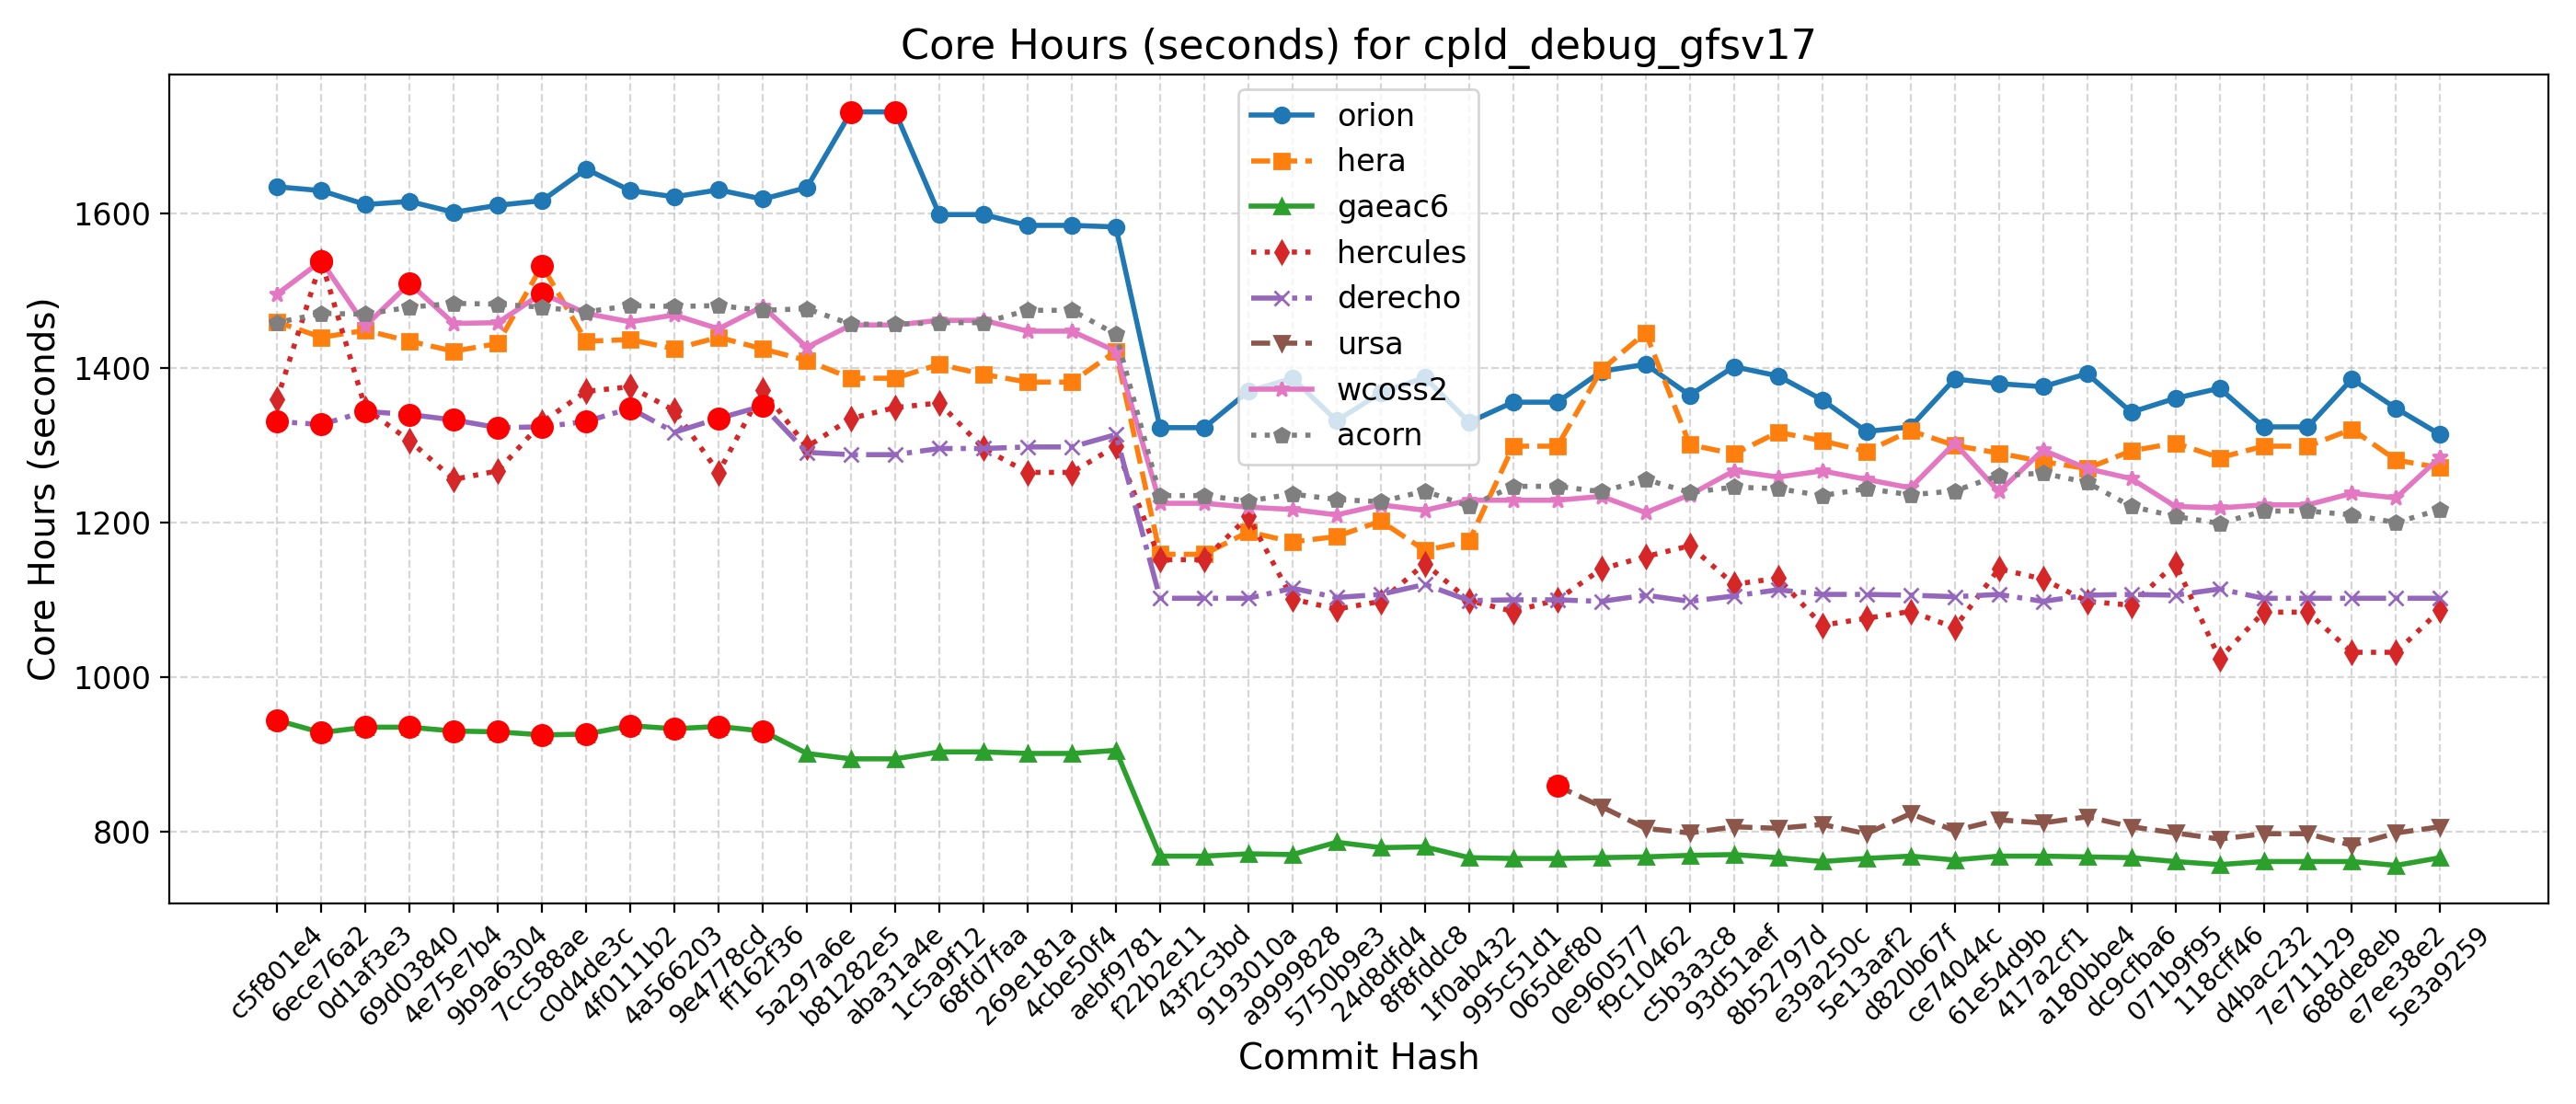 Core Hours (seconds) for cpld_debug_gfsv17
Core Hours (seconds)
1600
1400
1200
1000
800
orion
hera
gaeac6
hercules
derecho
ursa
wcoss2
acorn
c5f801e4
6ece76a2
0d1af3e3
69d03840
4e75e7b4
9b9a6304
7cc588ae
c0d4de3c
4f0111b2
4a566203
9e4778cd
ff162f36
5a297a6e
b81282e5
aba31a4e
1c5a9f12
68fd7faa
269e181a
4cbe50f4
aebf9781
f22b2e11
43f2c3bd
9193010a
a9999828
5750b9e3
24d8dfd4
8f8fddc8
1f0ab432
995c51d1
065def80
0e960577
f9c10462
c5b3a3c8
93d51aef
8b52797d
e39a250c
5e13aaf2
d820b67f
ce74044c
61e54d9b
417a2cf1
a180bbe4
dc9cfba6
071b9f95
118cff46
d4bac232
7e711129
688de8eb
e7ee38e2
5e3a9259
Commit Hash